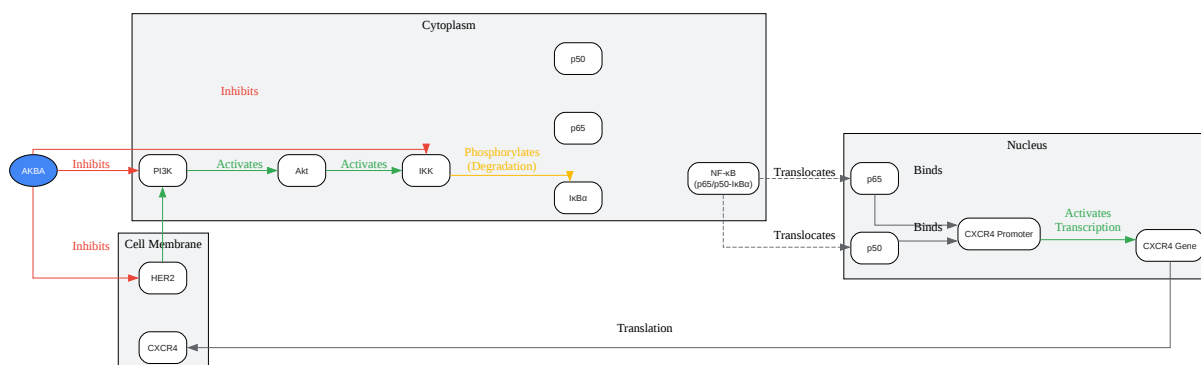 Cytoplasm
p50
Inhibits
p65
Nucleus
AKBA
Inhibits
PI3K
Activates
Akt
Activates
IKK
Phosphorylates
(Degradation)
IκBα
NF-κB
(p65/p50-IκBα)
Translocates
p65
Binds
Translocates
p50
Binds
CXCR4 Promoter
Activates
Transcription
CXCR4 Gene
Inhibits
Cell Membrane
HER2
CXCR4
Translation